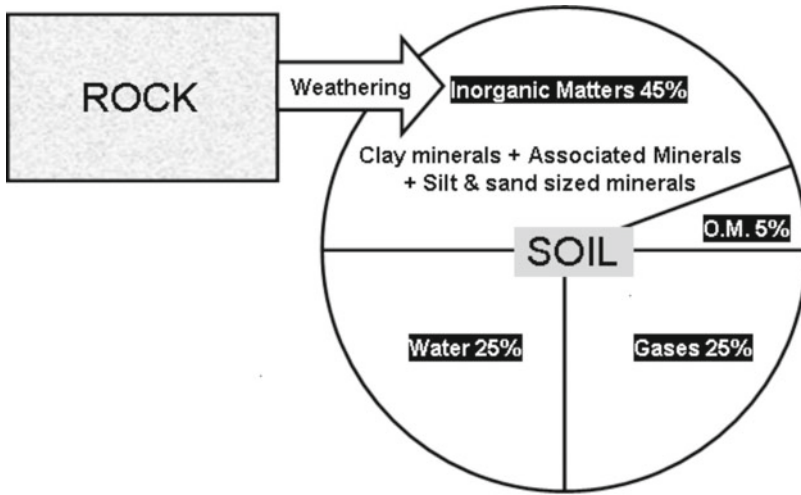 ROCK
Weathering
Inorganic Matters 45%
Clay minerals + Associated Minerals
+ Silt & sand sized minerals
O.M. 5%
SOIL
Water 25%
Gases 25%